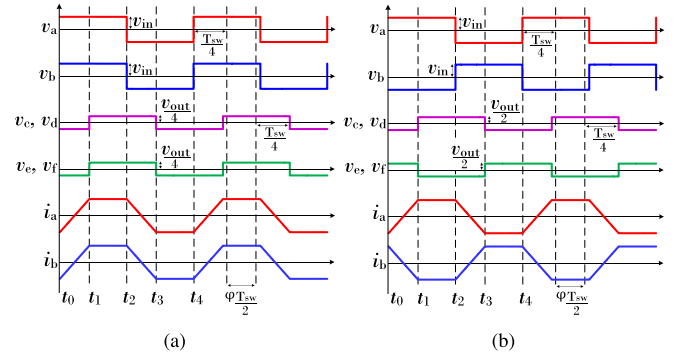 v_a v_in T_sw/4
v_b v_in
v_c, v_d v_out/4 T_sw/4
v_e, v_f v_out/4
i_a
i_b
t_0 t_1 t_2 t_3 t_4 φT_sw/2
(a)
v_a v_in T_sw/4
v_b v_in
v_c, v_d v_out/2 T_sw/4
v_e, v_f v_out/2
i_a
i_b
t_0 t_1 t_2 t_3 t_4 φT_sw/2
(b)